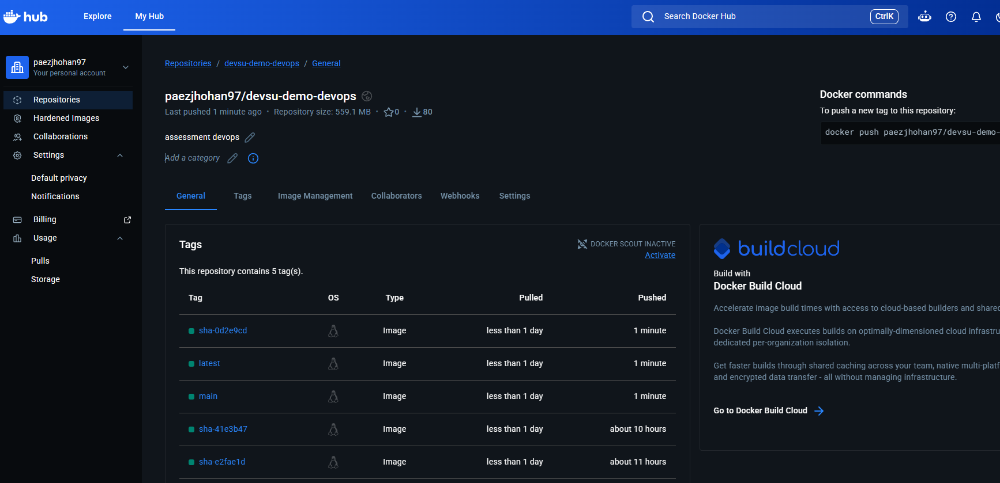 hub
Explore
My Hub
Search Docker Hub
CtrlK
paezjhohan97
Your personal account
Repositories
Hardened Images
Collaborations
Settings
Default privacy
Notifications
Billing
Usage
Pulls
Storage
Repositories / devsu-demo-devops / General
paezjhohan97/devsu-demo-devops
Last pushed 1 minute ago • Repository size: 559.1 MB • 0 • 80
assessment devops
Add a category
Docker commands
To push a new tag to this repository:
docker push paezjhohan97/devsu-demo-
General
Tags
Image Management
Collaborators
Webhooks
Settings
Tags
DOCKER SCOUT INACTIVE
Activate
This repository contains 5 tag(s).
Tag OS Type Pulled Pushed
sha-0d2e9cd Image less than 1 day 1 minute
latest Image less than 1 day 1 minute
main Image less than 1 day 1 minute
sha-41e3b47 Image less than 1 day about 10 hours
sha-e2fae1d Image less than 1 day about 11 hours
buildcloud
Build with
Docker Build Cloud
Accelerate image build times with access to cloud-based builders and shared
Docker Build Cloud executes builds on optimally-dimensioned cloud infrastru
dedicated per-organization isolation.
Get faster builds through shared caching across your team, native multi-platf
and encrypted data transfer - all without managing infrastructure.
Go to Docker Build Cloud